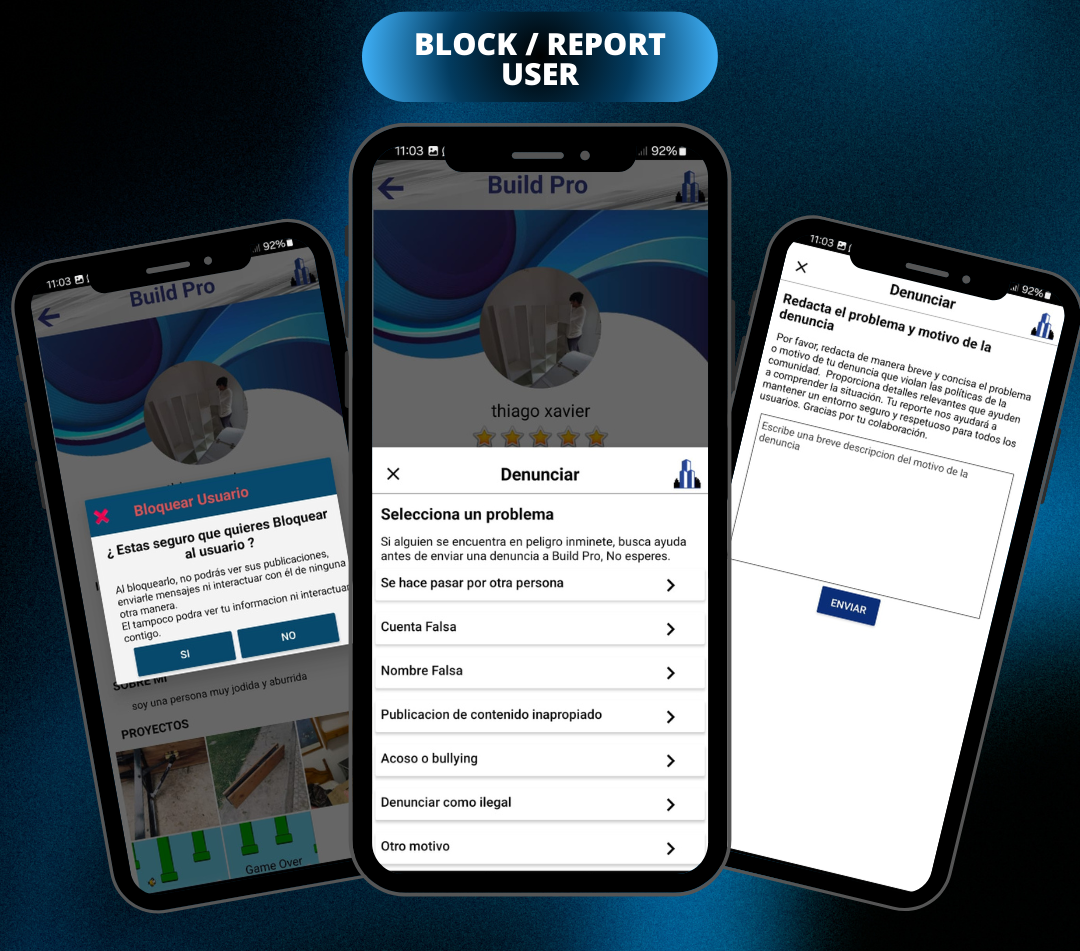 BLOCK / REPORT
USER
11:03
92%
Build Pro
Bloquear Usuario
¿ Estas seguro que quieres Bloquear
al usuario ?
Al bloquearlo, no podrás ver sus publicaciones,
enviarle mensajes ni interactuar con él de ninguna
otra manera.
El tampoco podra ver tu informacion ni interactuar
contigo.
SI
NO
SOBRE MI
soy una persona muy jodida y aburrida
PROYECTOS
Game Over
11:03
92%
Build Pro
thiago xavier
Denunciar
Selecciona un problema
Si alguien se encuentra en peligro inminete, busca ayuda
antes de enviar una denuncia a Build Pro, No esperes.
Se hace pasar por otra persona
Cuenta Falsa
Nombre Falsa
Publicacion de contenido inapropiado
Acoso o bullying
Denunciar como ilegal
Otro motivo
11:03
92%
Denunciar
Redacta el problema y motivo de la
denuncia
Por favor, redacta de manera breve y concisa el problema
o motivo de tu denuncia que violan las políticas de la
comunidad. Proporciona detalles relevantes que ayuden
a comprender la situación. Tu reporte nos ayudará a
mantener un entorno seguro y respetuoso para todos los
usuarios. Gracias por tu colaboración.
Escribe una breve descripcion del motivo de la
denuncia
ENVIAR